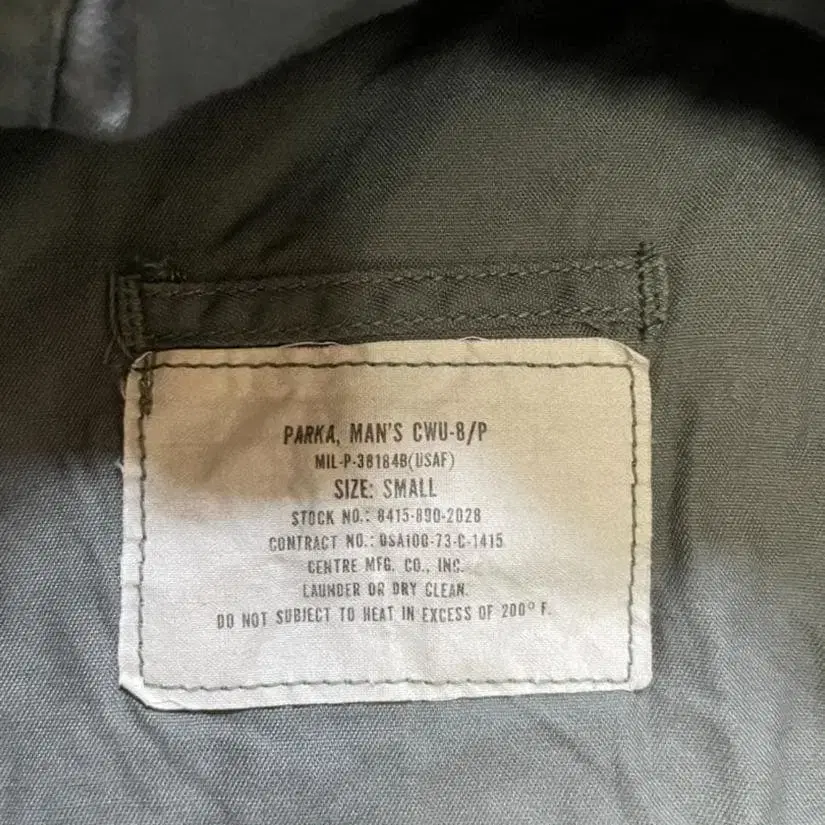 PARKA, MAN'S CWU-8/P
MIL-P-38184B(USAF)
SIZE: SMALL
STOCK NO.: 8415-890-2028
CONTRACT NO.: DSA100-73-C-1415
CENTRE MFG. CO., INC.
LAUNDER OR DRY CLEAN.
DO NOT SUBJECT TO HEAT IN EXCESS OF 200° F.